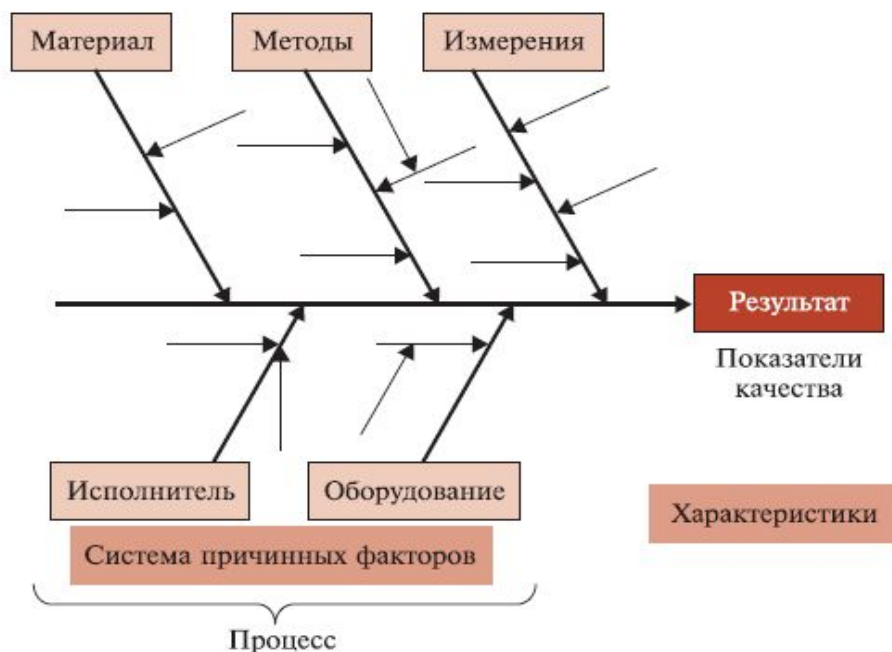 Материал
Методы
Измерения
Результат
Показатели
качества
Исполнитель
Оборудование
Характеристики
Система причинных факторов
Процесс